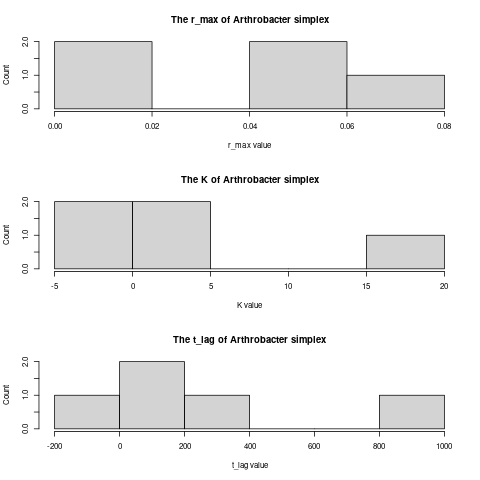 The r_max of Arthrobacter simplex
Count
2.0
1.0
0.0
0.00 0.02 0.04 0.06 0.08
r_max value
The K of Arthrobacter simplex
Count
2.0
1.0
0.0
-5 0 5 10 15 20
K value
The t_lag of Arthrobacter simplex
Count
2.0
1.0
0.0
-200 0 200 400 600 800 1000
t_lag value